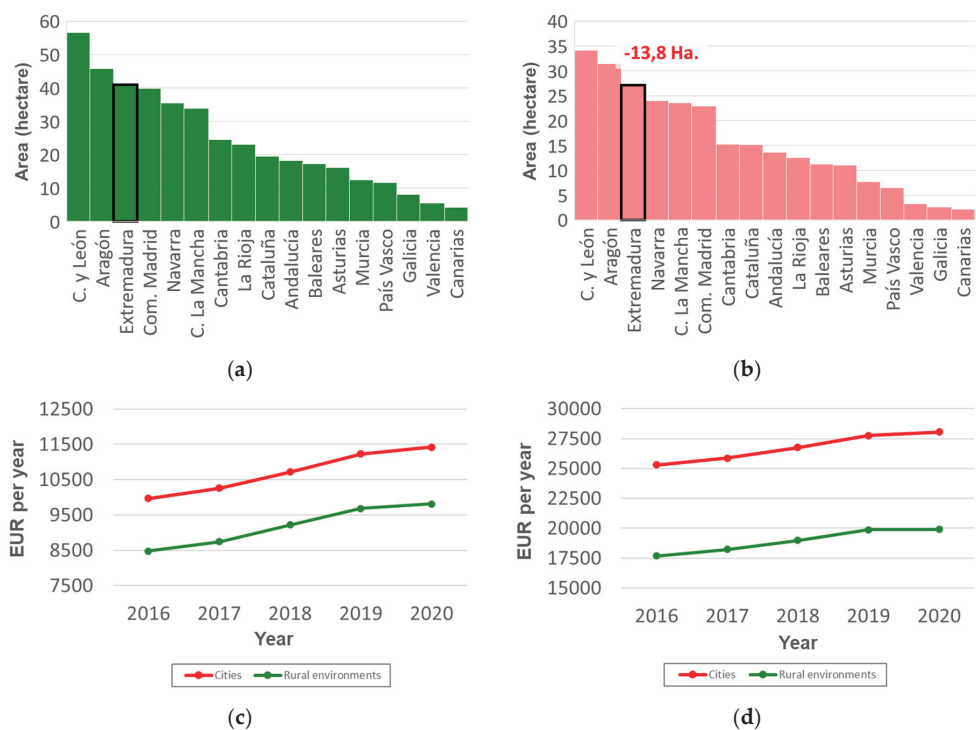 Area (hectare)
60
50
40
30
20
10
0
C. y León
Aragón
Extremadura
Com. Madrid
Navarra
C. La Mancha
Cantabria
La Rioja
Cataluña
Andalucía
Baleares
Asturias
Murcia
País Vasco
Galicia
Valencia
Canarias
(a)
Area (hectare)
40
35
30
25
20
15
10
5
0
-13,8 Ha.
C. y León
Aragón
Extremadura
Navarra
C. La Mancha
Com. Madrid
Cantabria
Cataluña
Andalucía
La Rioja
Baleares
Asturias
Murcia
País Vasco
Valencia
Galicia
Canarias
(b)
EUR per year
12500
11500
10500
9500
8500
7500
2016 2017 2018 2019 2020
Year
Cities Rural environments
(c)
EUR per year
30000
27500
25000
22500
20000
17500
15000
2016 2017 2018 2019 2020
Year
Cities Rural environments
(d)